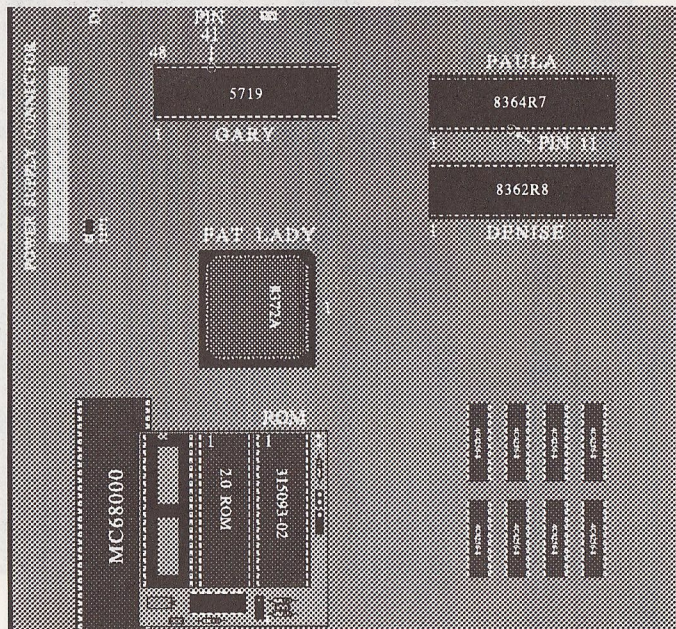 PIN
41
48
5719
1
GARY
PAULA
8364R7
1
PIN 11
8362R8
1
DENISE
POWER SUPPLY CONNECTOR
FAT LADY
8372A
1
ROM
MC68000
1
2.0 ROM
1
315093-02